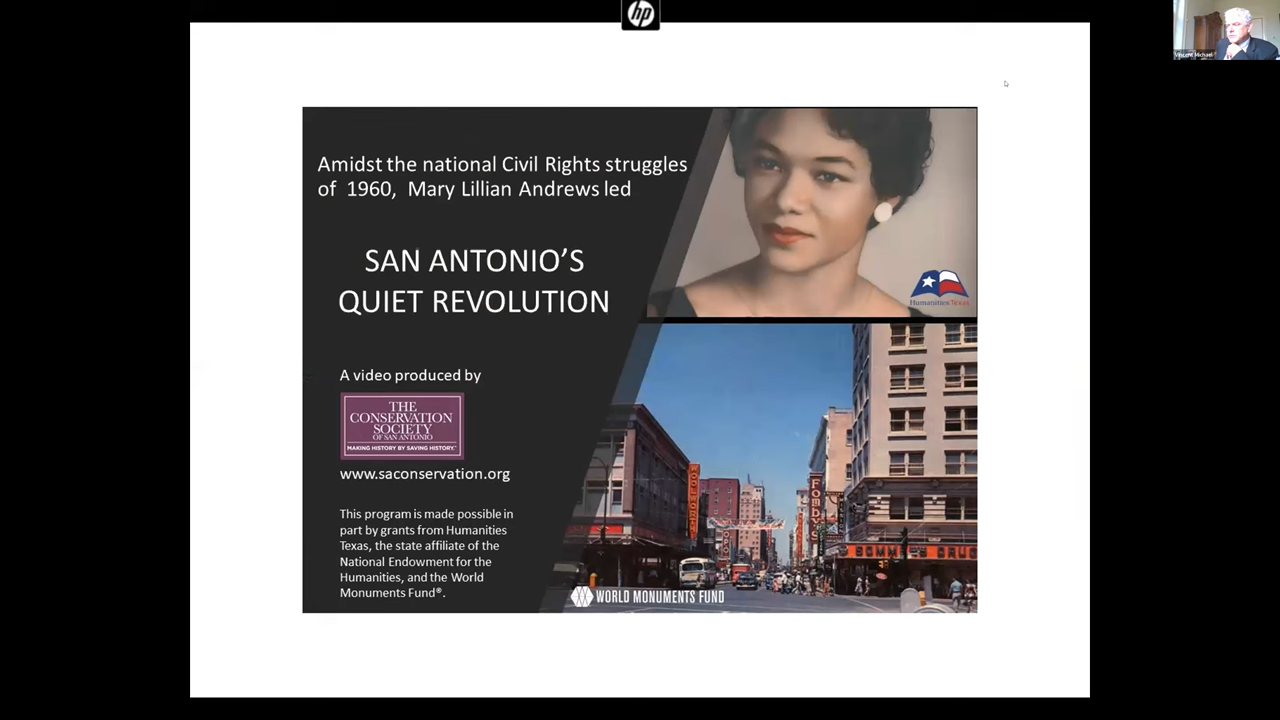 hp
Vincent Michael
Amidst the national Civil Rights struggles
of 1960, Mary Lillian Andrews led
SAN ANTONIO'S
QUIET REVOLUTION
Humanities Texas
A video produced by
THE
CONSERVATION
SOCIETY
OF SAN ANTONIO
MAKING HISTORY BY SAVING HISTORY.
www.saconservation.org
WOOLWORTH
Fomby's
This program is made possible in
part by grants from Humanities
Texas, the state affiliate of the
National Endowment for the
Humanities, and the World
Monuments Fund®.
WORLD MONUMENTS FUND